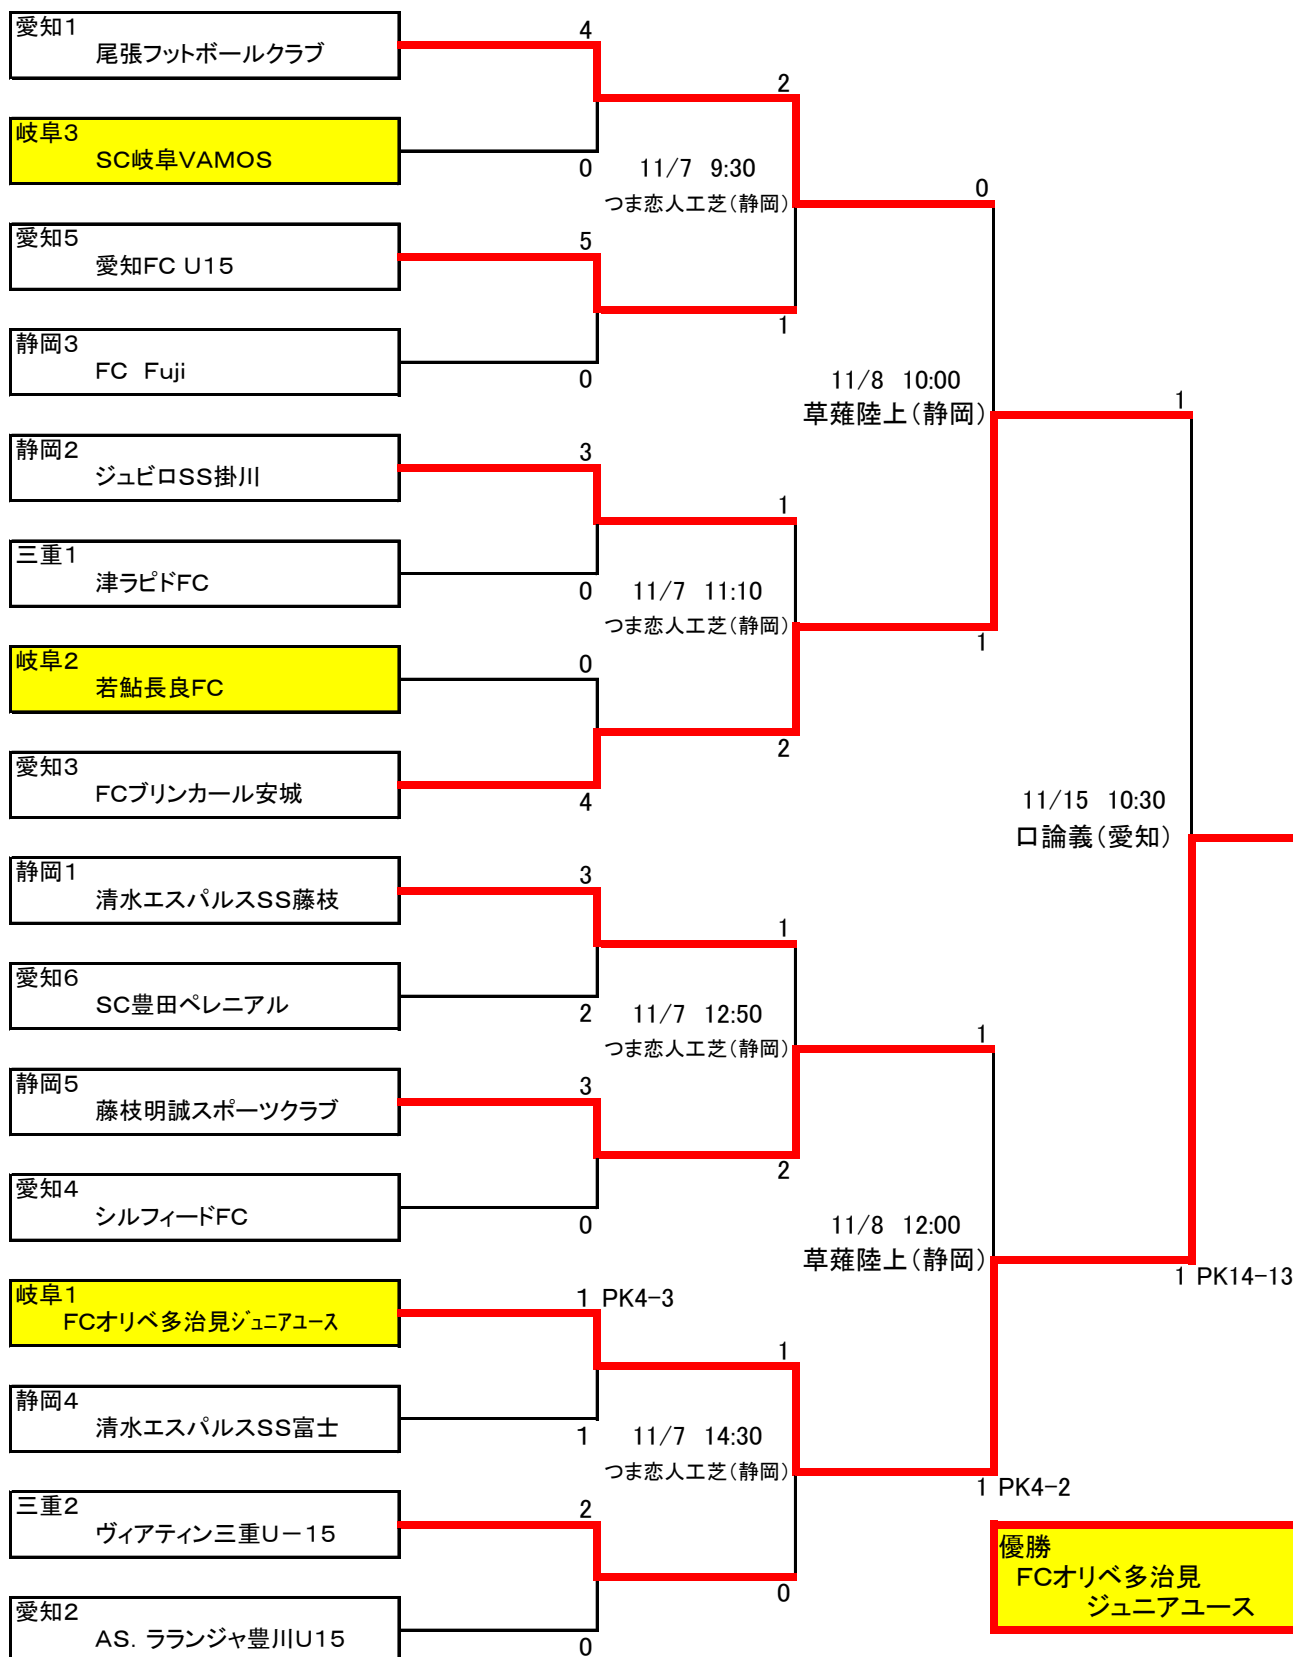 愛知1
尾張フットボールクラブ
4
2
岐阜3
SC岐阜VAMOS
0
11/7 9:30
つま恋人工芝(静岡)
0
愛知5
愛知FC U15
5
1
静岡3
FC Fuji
0
11/8 10:00
草薙陸上(静岡)
1
静岡2
ジュビロSS掛川
3
1
三重1
津ラピドFC
0
11/7 11:10
つま恋人工芝(静岡)
1
岐阜2
若鮎長良FC
0
2
愛知3
FCブリンカール安城
4
11/15 10:30
口論義(愛知)
静岡1
清水エスパルスSS藤枝
3
1
愛知6
SC豊田ペレニアル
2
11/7 12:50
つま恋人工芝(静岡)
1
静岡5
藤枝明誠スポーツクラブ
3
2
愛知4
シルフィードFC
0
11/8 12:00
草薙陸上(静岡)
1 PK14-13
岐阜1
FCオリベ多治見ジュニアユース
1 PK4-3
1
静岡4
清水エスパルスSS富士
1
11/7 14:30
つま恋人工芝(静岡)
1 PK4-2
三重2
ヴィアティン三重U-15
2
0
愛知2
AS.ラランジャ豊川U15
0
優勝
FCオリベ多治見
ジュニアユース